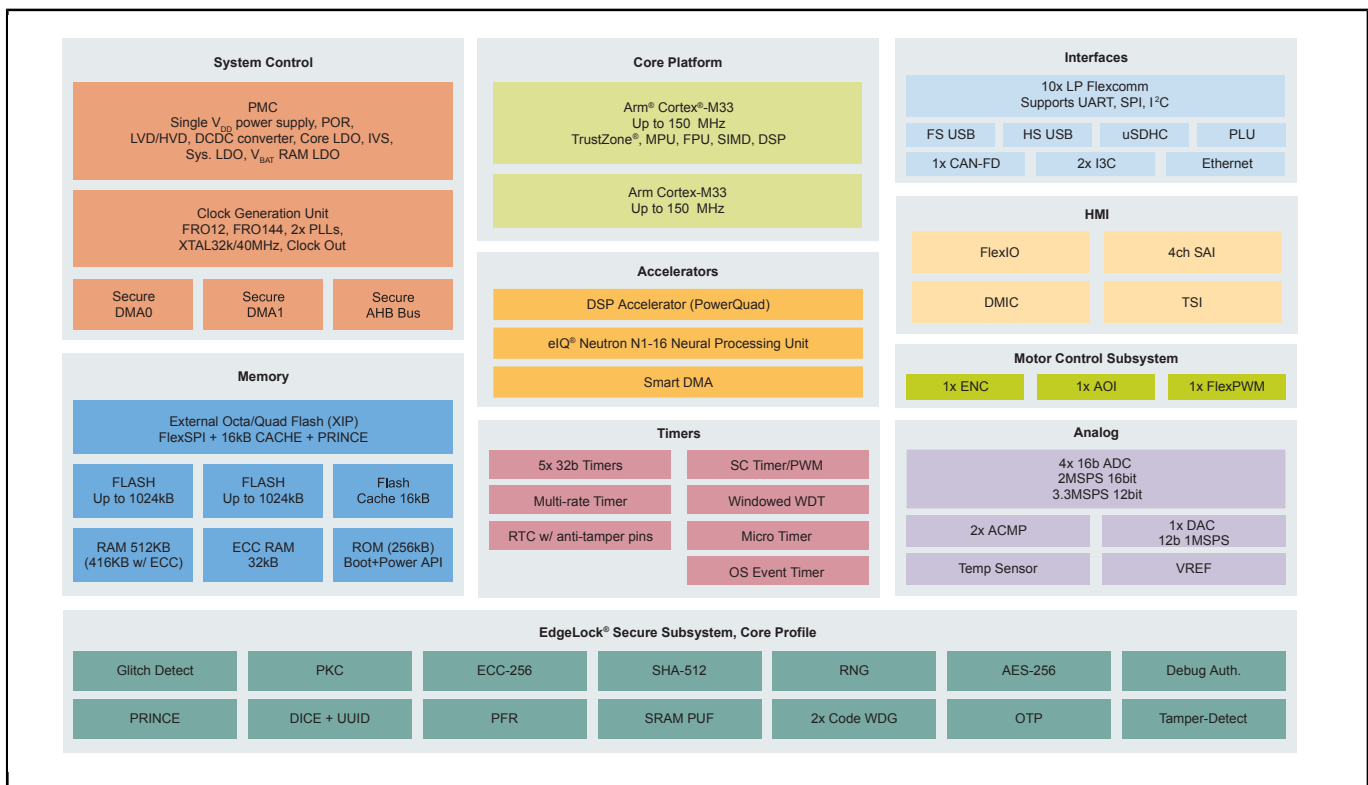 System Control
PMC
Single VDD power supply, POR,
LVD/HVD, DCDC converter, Core LDO, IVS,
Sys. LDO, VBAT RAM LDO
Clock Generation Unit
FRO12, FRO144, 2x PLLs,
XTAL32k/40MHz, Clock Out
Secure
DMA0
Secure
DMA1
Secure
AHB Bus
Memory
External Octa/Quad Flash (XIP)
FlexSPI + 16kB CACHE + PRINCE
FLASH
Up to 1024kB
FLASH
Up to 1024kB
Flash
Cache 16kB
RAM 512KB
(416KB w/ ECC)
ECC RAM
32kB
ROM (256kB)
Boot+Power API
Core Platform
Arm® Cortex®-M33
Up to 150 MHz
TrustZone®, MPU, FPU, SIMD, DSP
Arm Cortex-M33
Up to 150 MHz
Accelerators
DSP Accelerator (PowerQuad)
eIQ® Neutron N1-16 Neural Processing Unit
Smart DMA
Timers
5x 32b Timers
SC Timer/PWM
Multi-rate Timer
Windowed WDT
RTC w/ anti-tamper pins
Micro Timer
OS Event Timer
Interfaces
10x LP Flexcomm
Supports UART, SPI, I²C
FS USB
HS USB
uSDHC
PLU
1x CAN-FD
2x I3C
Ethernet
HMI
FlexIO
4ch SAI
DMIC
TSI
Motor Control Subsystem
1x ENC
1x AOI
1x FlexPWM
Analog
4x 16b ADC
2MSPS 16bit
3.3MSPS 12bit
2x ACMP
1x DAC
12b 1MSPS
Temp Sensor
VREF
EdgeLock® Secure Subsystem, Core Profile
Glitch Detect
PKC
ECC-256
SHA-512
RNG
AES-256
Debug Auth.
PRINCE
DICE + UUID
PFR
SRAM PUF
2x Code WDG
OTP
Tamper-Detect